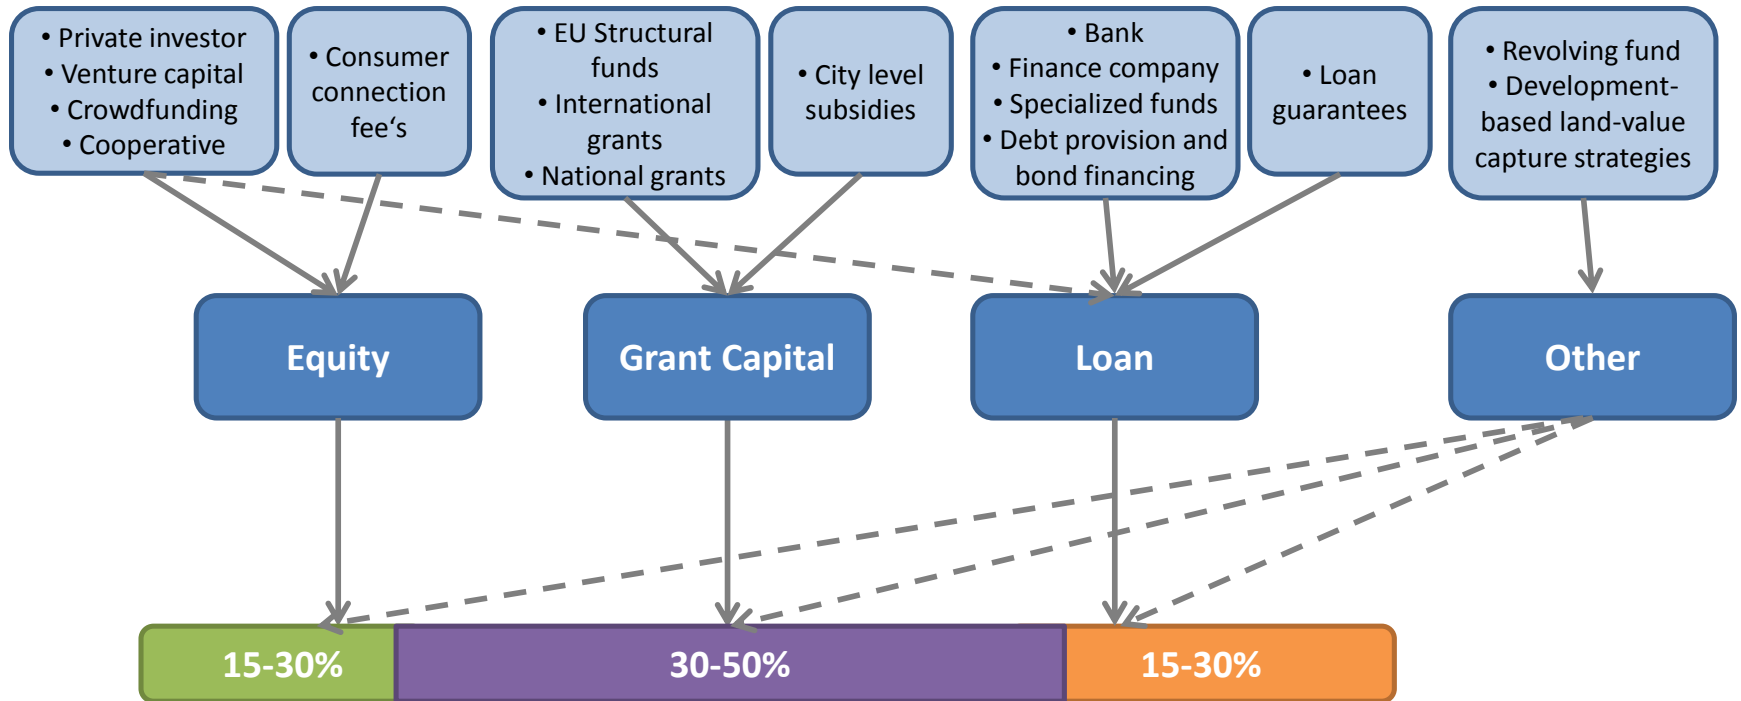 • Private investor
• Venture capital
• Crowdfunding
• Cooperative
• Consumer
connection
fee‘s
• EU Structural
funds
• International
grants
• National grants
• City level
subsidies
• Bank
• Finance company
• Specialized funds
• Debt provision and
bond financing
• Loan
guarantees
• Revolving fund
• Development-
based land-value
capture strategies
Equity
Grant Capital
Loan
Other
15-30%
30-50%
15-30%